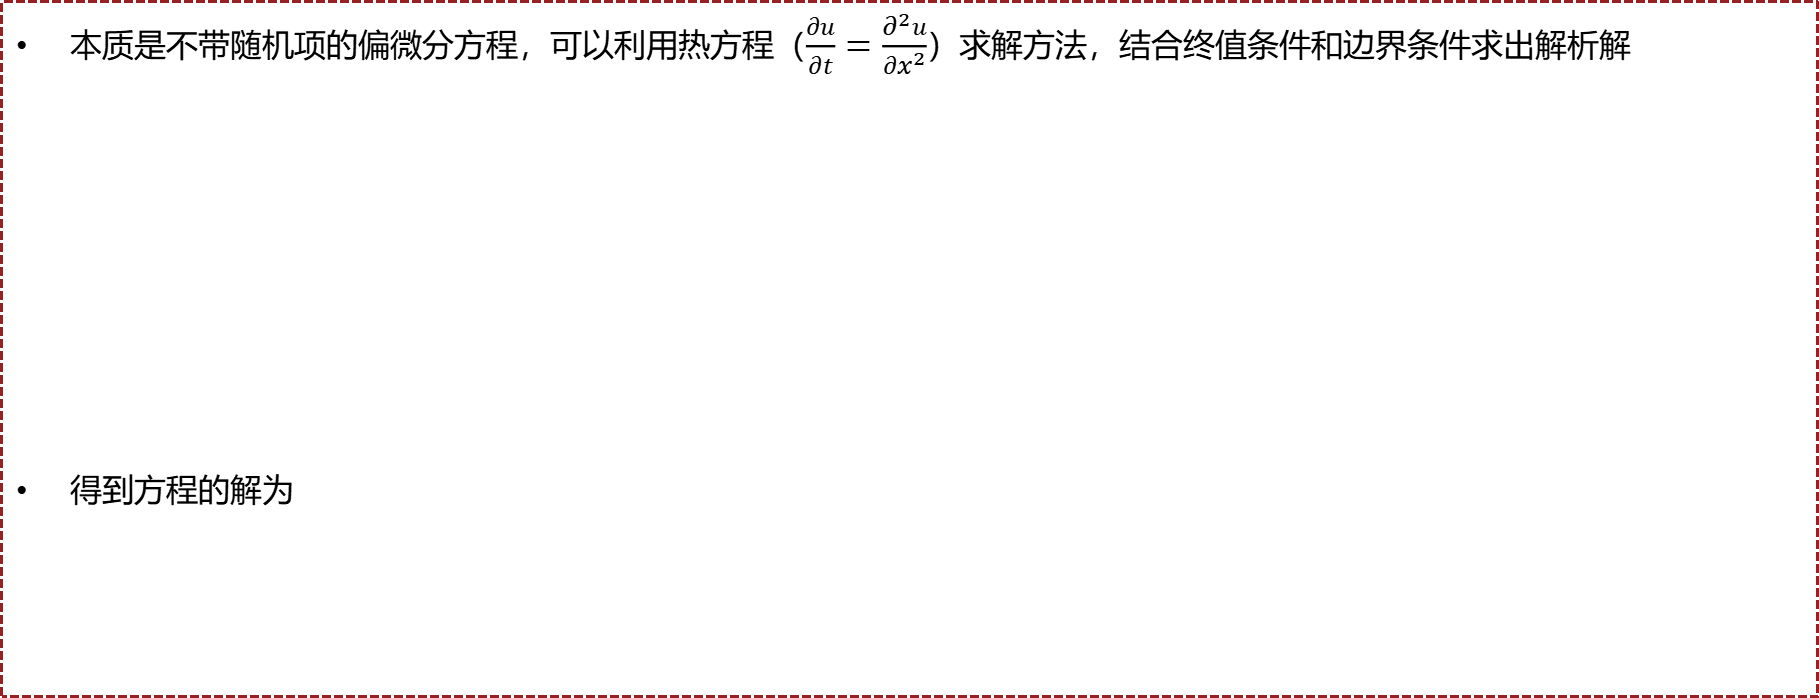 • 本质是不带随机项的偏微分方程，可以利用热方程（∂u/∂t = ∂²u/∂x²）求解方法，结合终值条件和边界条件求出解析解
• 得到方程的解为